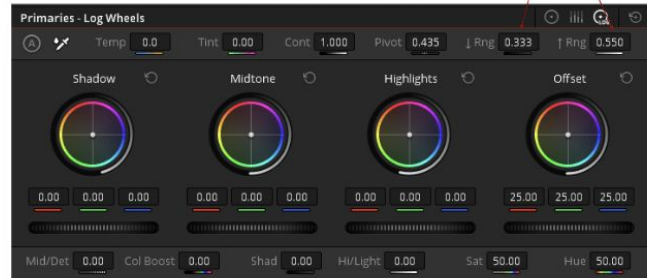 Primaries - Log Wheels
A Temp 0.0 Tint 0.00 Cont 1.000 Pivot 0.435 ↓ Rng 0.333 ↑ Rng 0.550
Shadow Midtone Highlights Offset
0.00 0.00 0.00 0.00 0.00 0.00 0.00 0.00 0.00 25.00 25.00 25.00
Mid/Det 0.00 Col Boost 0.00 Shad 0.00 Hi/Light 0.00 Sat 50.00 Hue 50.00